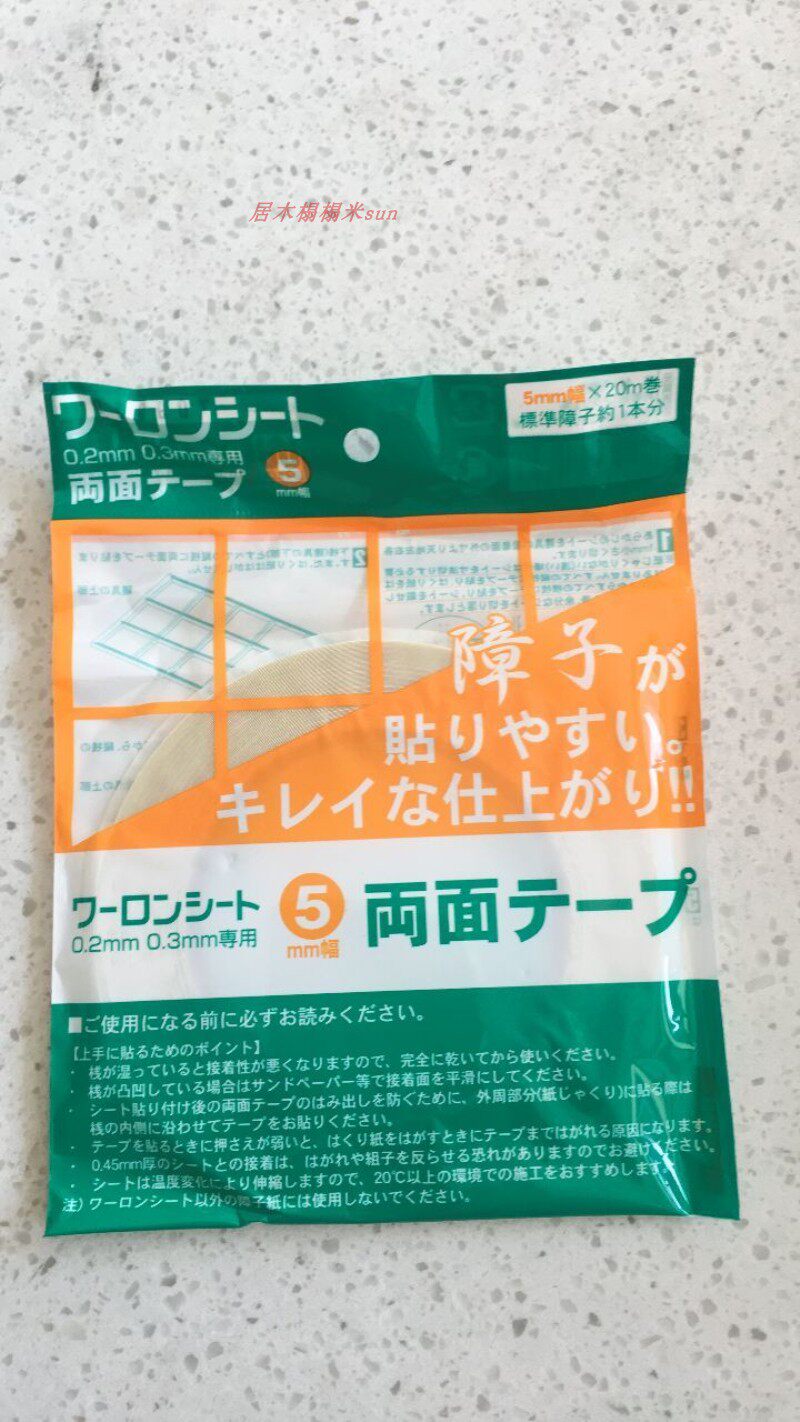 居木榻榻米sun
ワーロンシート
0.2mm 0.3mm専用
両面テープ 5mm幅
5mm幅×20m巻
標準障子約1本分
障子が
貼りやすい。
キレイな仕上がり!!
ワーロンシート
0.2mm 0.3mm専用
5mm幅
両面テープ
■ご使用になる前に必ずお読みください。
【上手に貼るためのポイント】
・桟が湿っていると接着性が悪くなりますので、完全に乾いてから使いください。
桟が凸凹している場合はサンドペーパー等で接着面を平滑にしてください。
・シート貼り付け後の両面テープのはみ出しを防ぐために、外周部分(紙じゃくり)に貼る際は
桟の内側に沿わせてテープをお貼りください。
・テープを貼るときに押さえが弱いと、はくり紙をはがすときにテープまではがれる原因になります。
・0.45mm厚のシートとの接着は、はがれや組子を反らせる恐れがありますのでお避けください。
・シートは温度変化により伸縮しますので、20℃以上の環境での施工をおすすめします。
注)ワーロンシート以外の障子紙には使用しないでください。